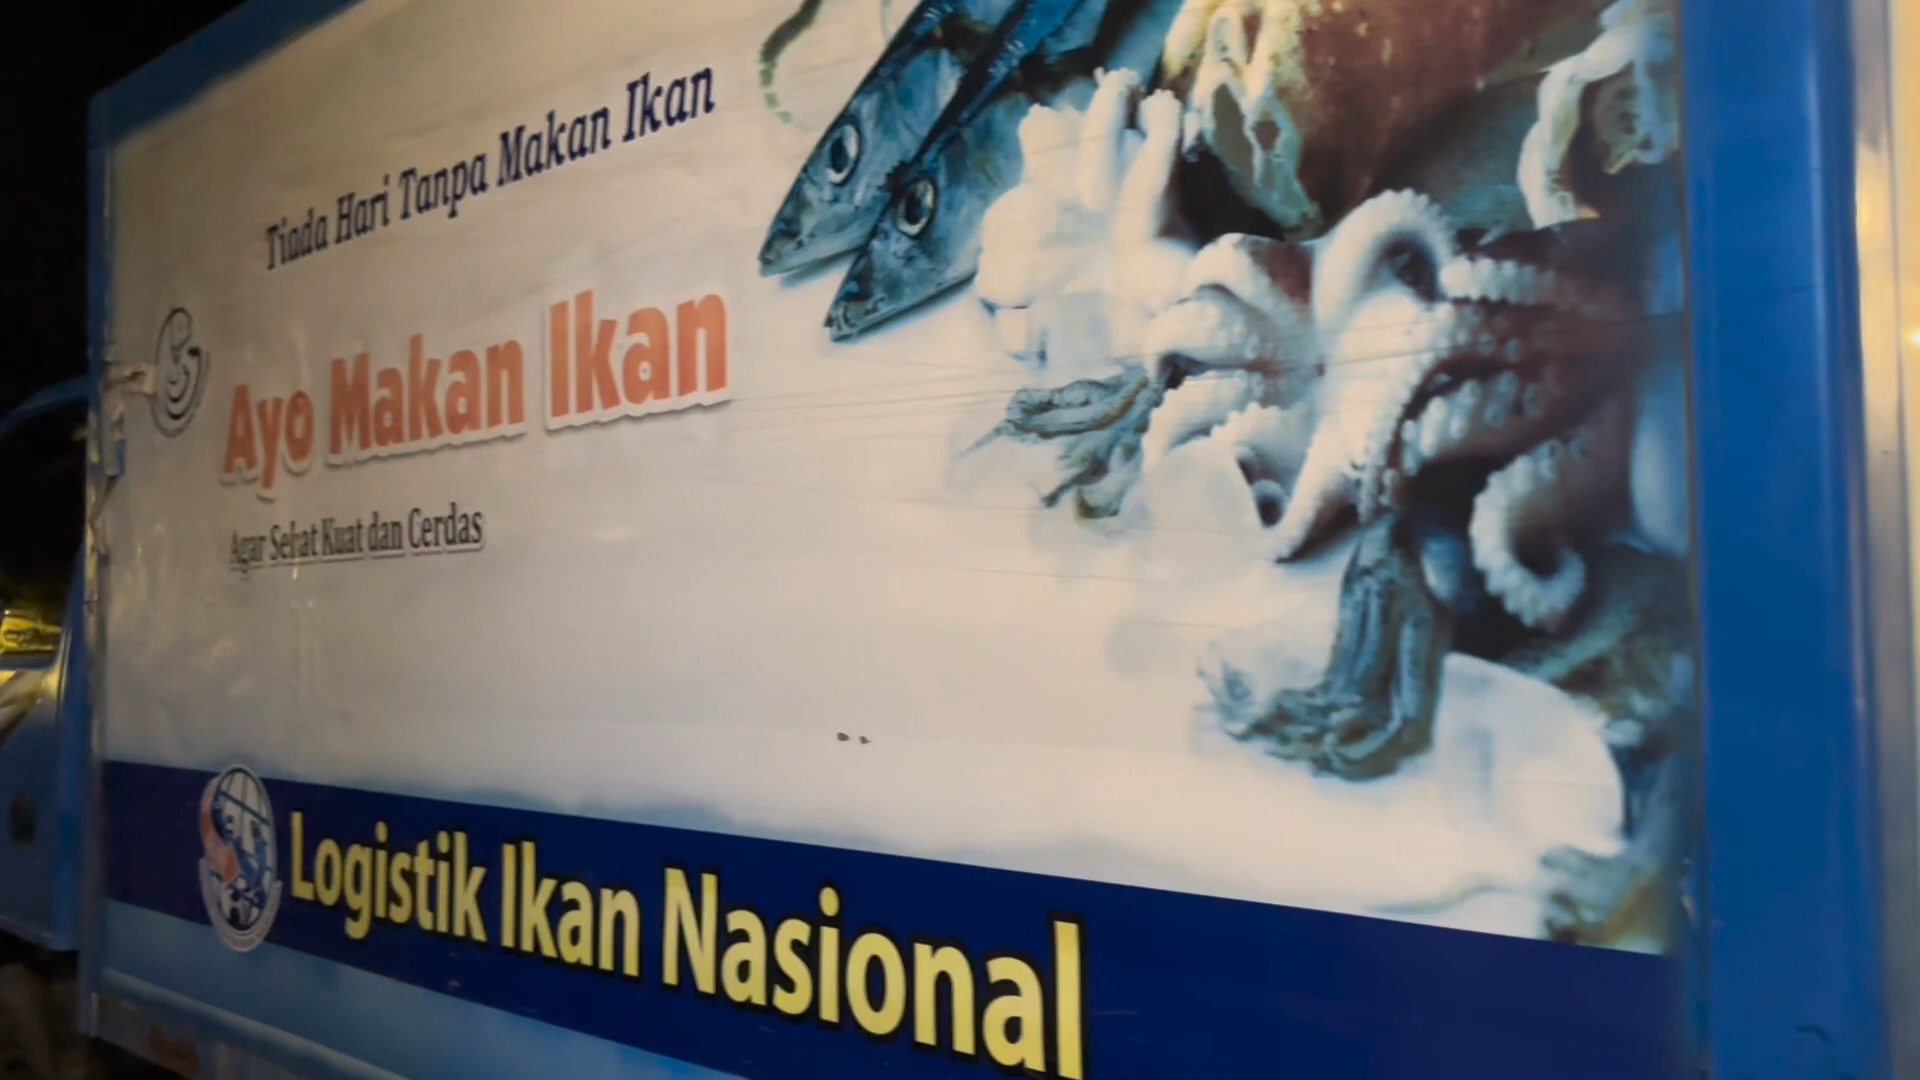 Tiada Hari Tanpa Makan Ikan
Ayo Makan Ikan
Agar Sehat Kuat dan Cerdas
Logistik Ikan Nasional